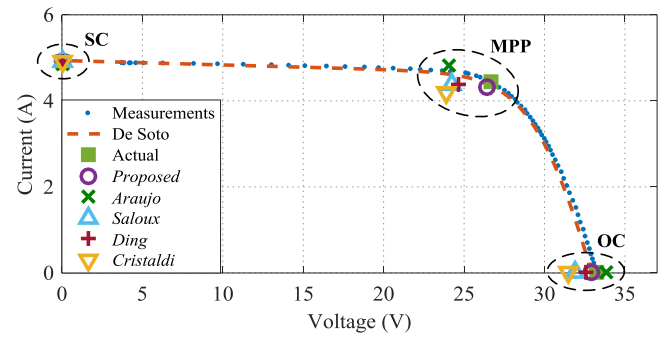 6
4
2
0
Current (A)
SC
MPP
OC
Measurements
De Soto
Actual
Proposed
Araujo
Saloux
Ding
Cristaldi
0
5
10
15
20
25
30
35
Voltage (V)